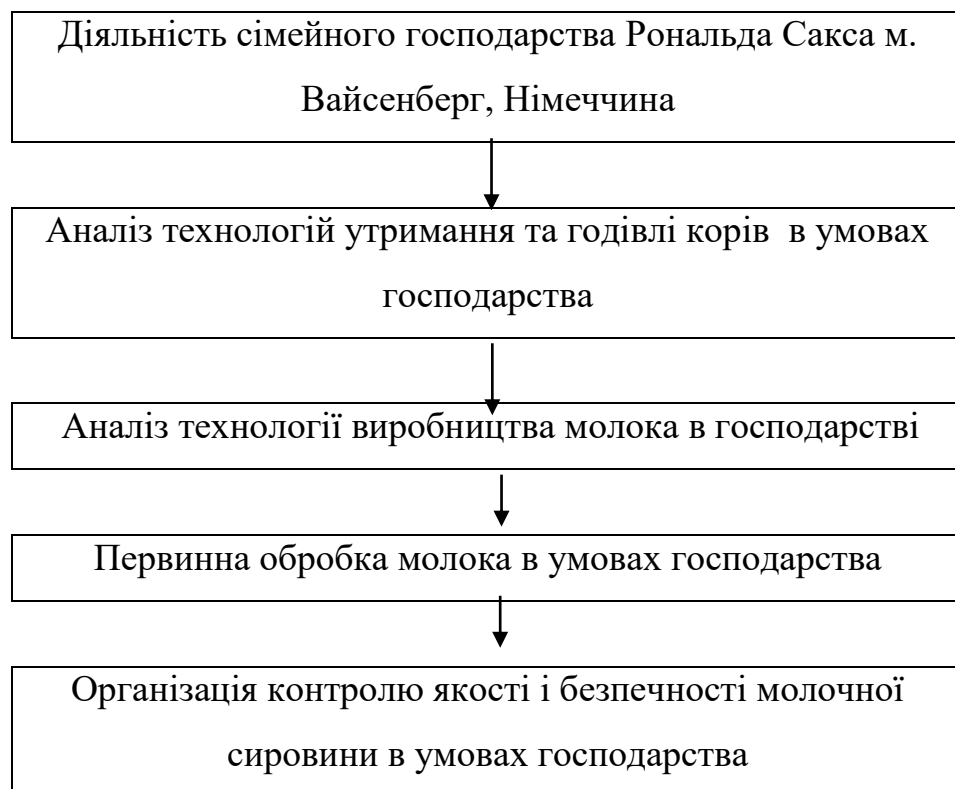 Діяльність сімейного господарства Рональда Сакса м.
Вайсенберг, Німеччина
Аналіз технологій утримання та годівлі корів в умовах
господарства
Аналіз технології виробництва молока в господарстві
Первинна обробка молока в умовах господарства
Організація контролю якості і безпечності молочної
сировини в умовах господарства